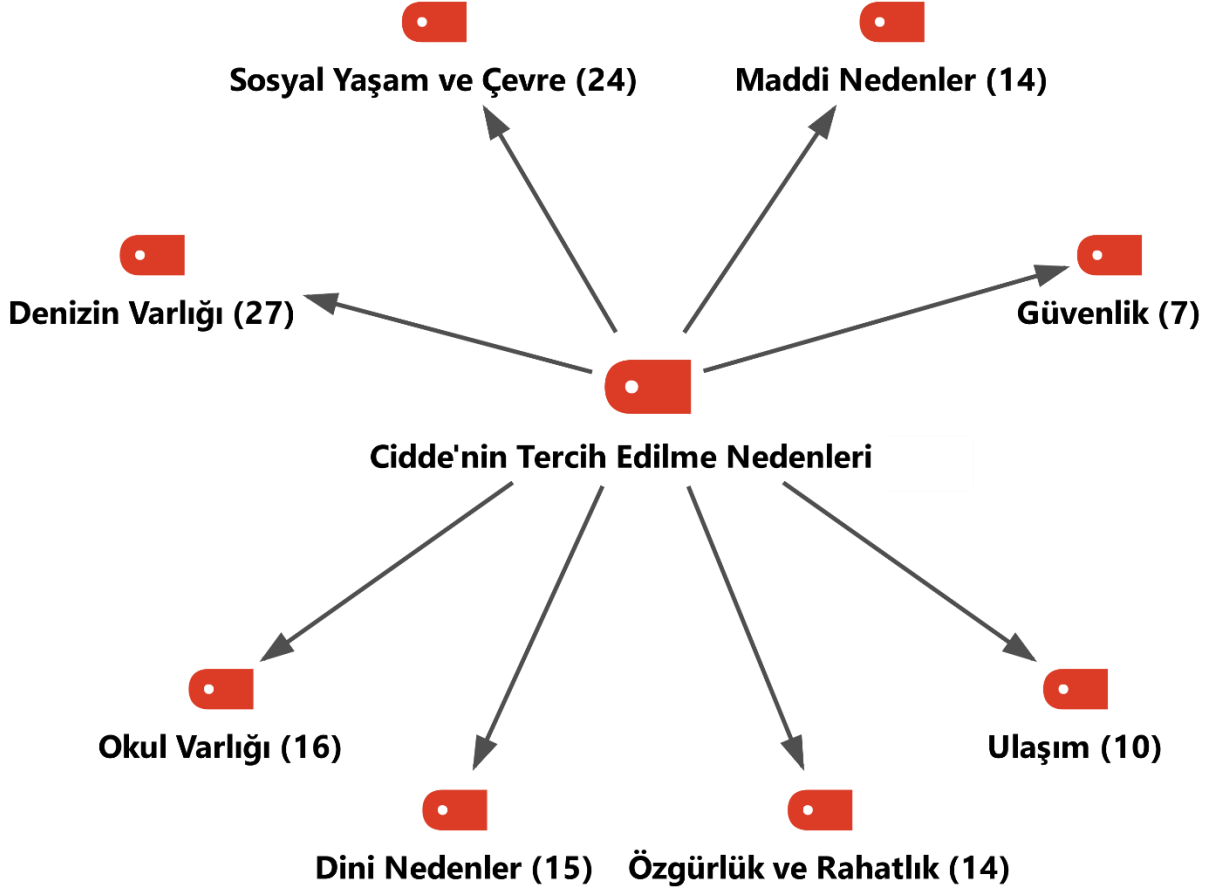 Sosyal Yaşam ve Çevre (24)
Maddi Nedenler (14)
Denizin Varlığı (27)
Güvenlik (7)
Cidde'nin Tercih Edilme Nedenleri
Okul Varlığı (16)
Ulaşım (10)
Dini Nedenler (15)
Özgürlük ve Rahatlık (14)